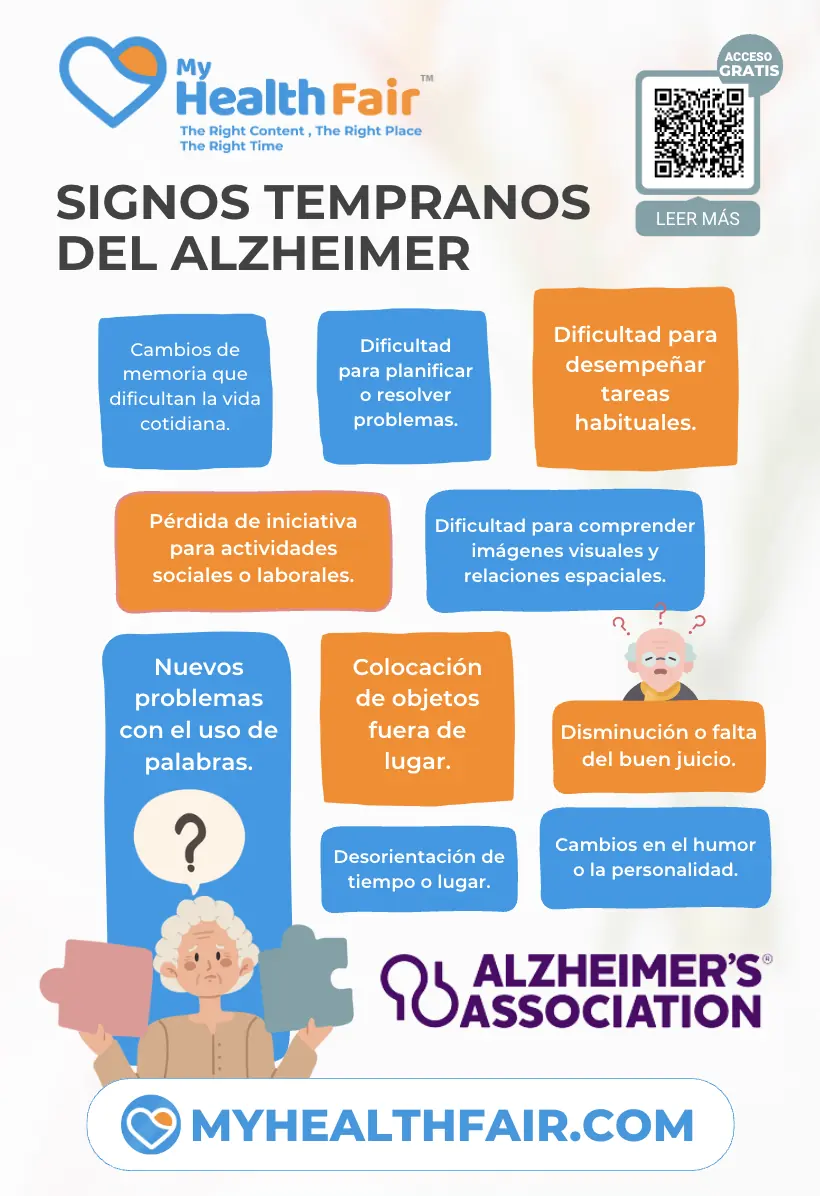 My
HealthFair™
The Right Content , The Right Place
The Right Time
ACCESO
GRATIS
LEER MÁS
SIGNOS TEMPRANOS
DEL ALZHEIMER
Cambios de
memoria que
dificultan la vida
cotidiana.
Dificultad
para planificar
o resolver
problemas.
Dificultad para
desempeñar
tareas
habituales.
Pérdida de iniciativa
para actividades
sociales o laborales.
Dificultad para comprender
imágenes visuales y
relaciones espaciales.
? ? ?
Nuevos
problemas
con el uso de
palabras.
?
Colocación
de objetos
fuera de
lugar.
Disminución o falta
del buen juicio.
Desorientación de
tiempo o lugar.
Cambios en el humor
o la personalidad.
ALZHEIMER'S®
ASSOCIATION
MYHEALTHFAIR.COM